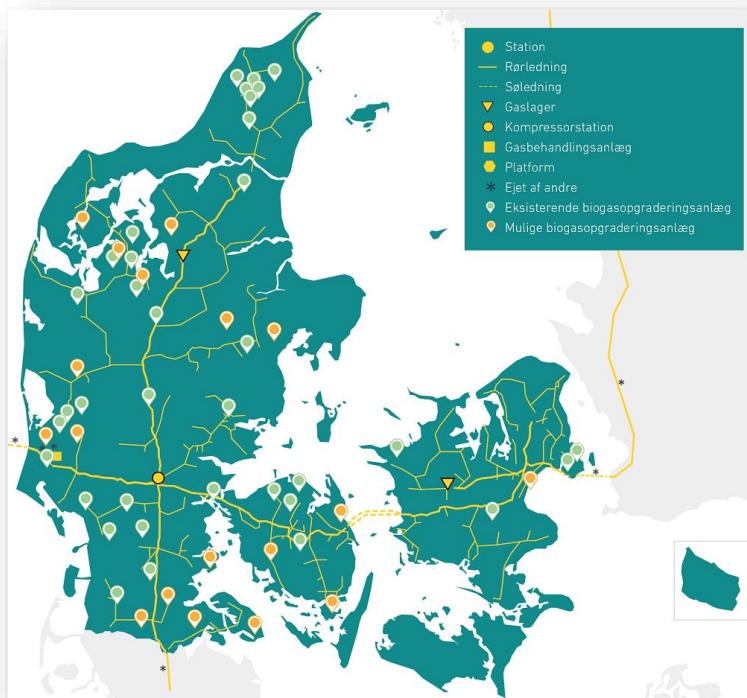 Station
Rørledning
Søledning
Gaslager
Kompressorstation
Gasbehandlingsanlæg
Platform
* Ejet af andre
Eksisterende biogasopgraderingsanlæg
Mulige biogasopgraderingsanlæg
*
*
*
*
*